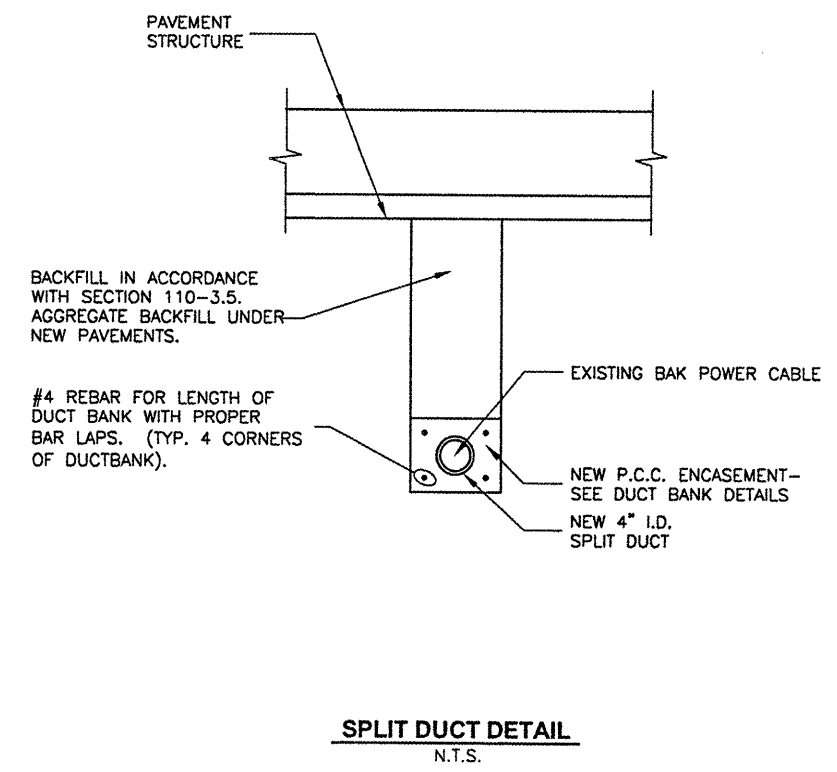 PAVEMENT
STRUCTURE
BACKFILL IN ACCORDANCE
WITH SECTION 110-3.5.
AGGREGATE BACKFILL UNDER
NEW PAVEMENTS.
#4 REBAR FOR LENGTH OF
DUCT BANK WITH PROPER
BAR LAPS. (TYP. 4 CORNERS
OF DUCTBANK).
EXISTING BAK POWER CABLE
NEW P.C.C. ENCASEMENT-
SEE DUCT BANK DETAILS
NEW 4" I.D.
SPLIT DUCT
SPLIT DUCT DETAIL
N.T.S.